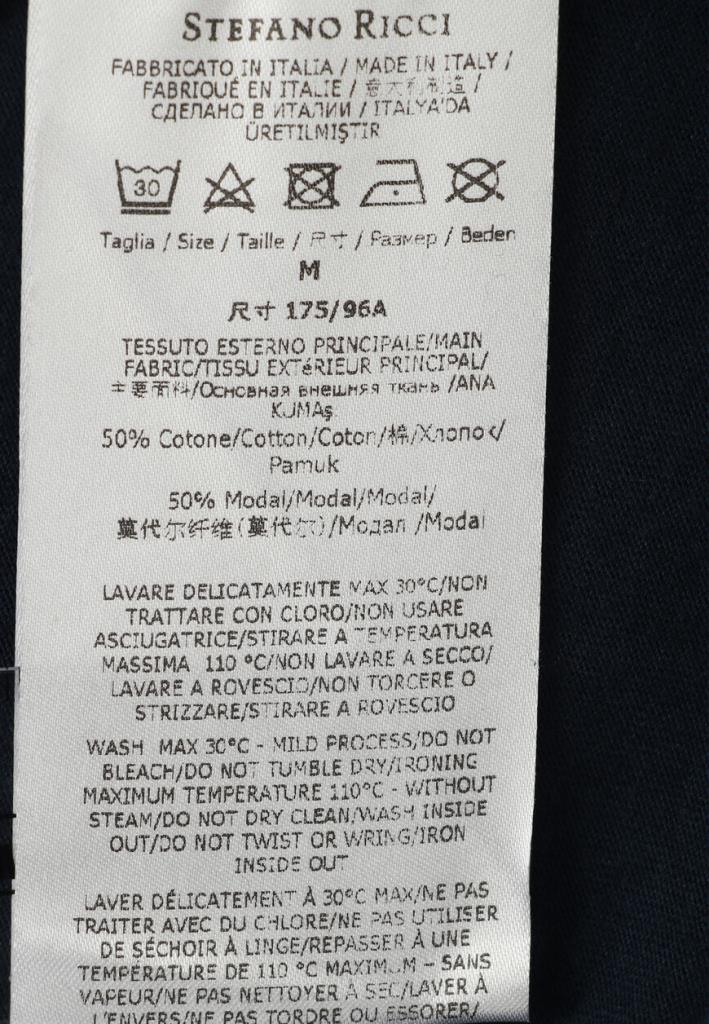 STEFANO RICCI
FABBRICATO IN ITALIA / MADE IN ITALY /
FABRIQUÉ EN ITALIE / 意大利制造 /
СДЕЛАНО В ИТАЛИИ / ITALYA'DA
ÜRETILMIŞTIR
30
Taglia / Size / Taille / 尺寸 / Размер / Beden
M
尺寸 175/96A
TESSUTO ESTERNO PRINCIPALE/MAIN
FABRIC/TISSU EXTéRIEUR PRINCIPAL/
主要面料/Основная внешняя ткань /ANA
KUMAş
50% Cotone/Cotton/Coton/棉/Хлопок/
Pamuk
50% Modal/Modal/Modal/
莫代尔纤维(莫代尔)/Модал /Modal
LAVARE DELICATAMENTE MAX 30°C/NON
TRATTARE CON CLORO/NON USARE
ASCIUGATRICE/STIRARE A TEMPERATURA
MASSIMA 110 °C/NON LAVARE A SECCO/
LAVARE A ROVESCIO/NON TORCERE O
STRIZZARE/STIRARE A ROVESCIO
WASH MAX 30°C - MILD PROCESS/DO NOT
BLEACH/DO NOT TUMBLE DRY/IRONING
MAXIMUM TEMPERATURE 110°C - WITHOUT
STEAM/DO NOT DRY CLEAN/WASH INSIDE
OUT/DO NOT TWIST OR WRING/IRON
INSIDE OUT
LAVER DÉLICATEMENT À 30°C MAX/NE PAS
TRAITER AVEC DU CHLORE/NE PAS UTILISER
DE SÉCHOIR À LINGE/REPASSER À UNE
TEMPÉRATURE DE 110 °C MAXIMUM – SANS
VAPEUR/NE PAS NETTOYER À SEC/LAVER À
L'ENVERS/NE PAS TORDRE OU ESSORER/